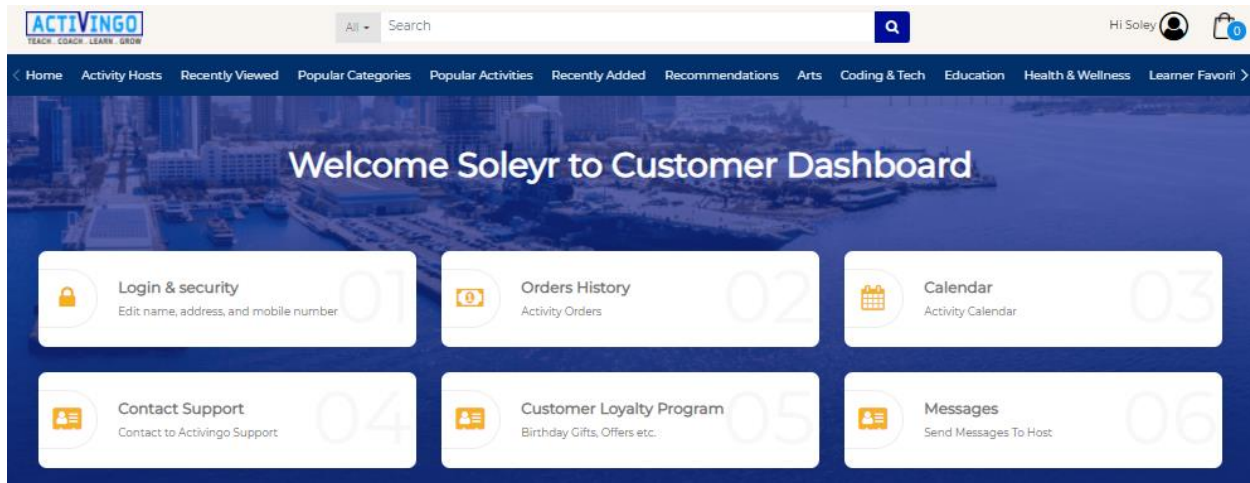 ACTIVINGO
TEACH . COACH . LEARN . GROW
All
Search
Hi Soley
0
Home Activity Hosts Recently Viewed Popular Categories Popular Activities Recently Added Recommendations Arts Coding & Tech Education Health & Wellness Learner Favorit
Welcome Soleyr to Customer Dashboard
01
Login & security
Edit name, address, and mobile number
02
Orders History
Activity Orders
03
Calendar
Activity Calendar
04
Contact Support
Contact to Activingo Support
05
Customer Loyalty Program
Birthday Gifts, Offers etc.
06
Messages
Send Messages To Host